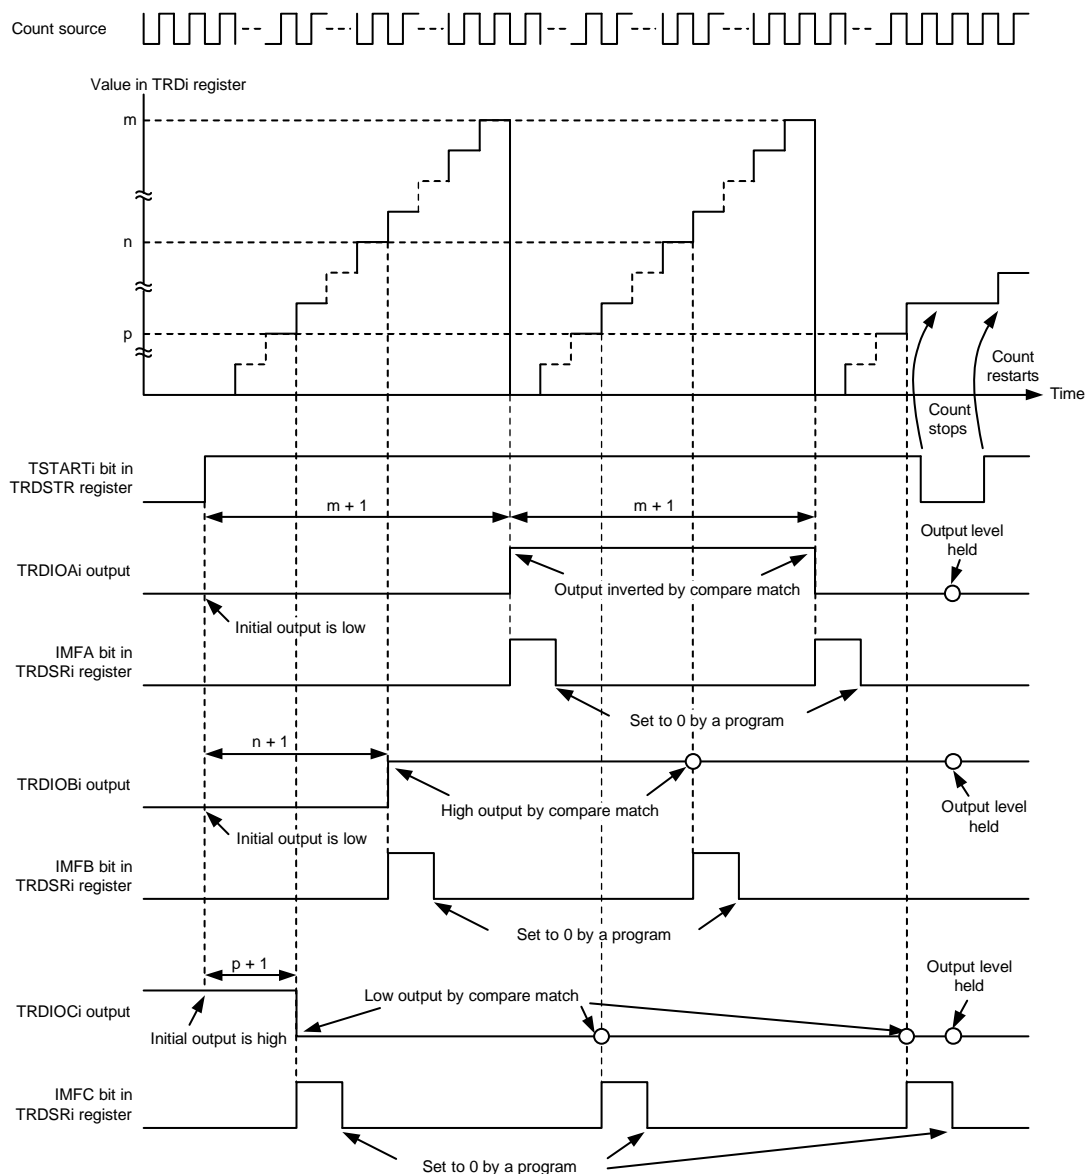 Count source
Value in TRDi register
m
n
p
Count
restarts
Time
Count
stops
TSTARTi bit in
TRDSTR register
m + 1
m + 1
Output level
held
TRDIOAi output
Output inverted by compare match
Initial output is low
IMFA bit in
TRDSRi register
Set to 0 by a program
n + 1
TRDIOBi output
High output by compare match
Output level
held
Initial output is low
IMFB bit in
TRDSRi register
Set to 0 by a program
p + 1
Output level
held
Low output by compare match
TRDIOCi output
Initial output is high
IMFC bit in
TRDSRi register
Set to 0 by a program